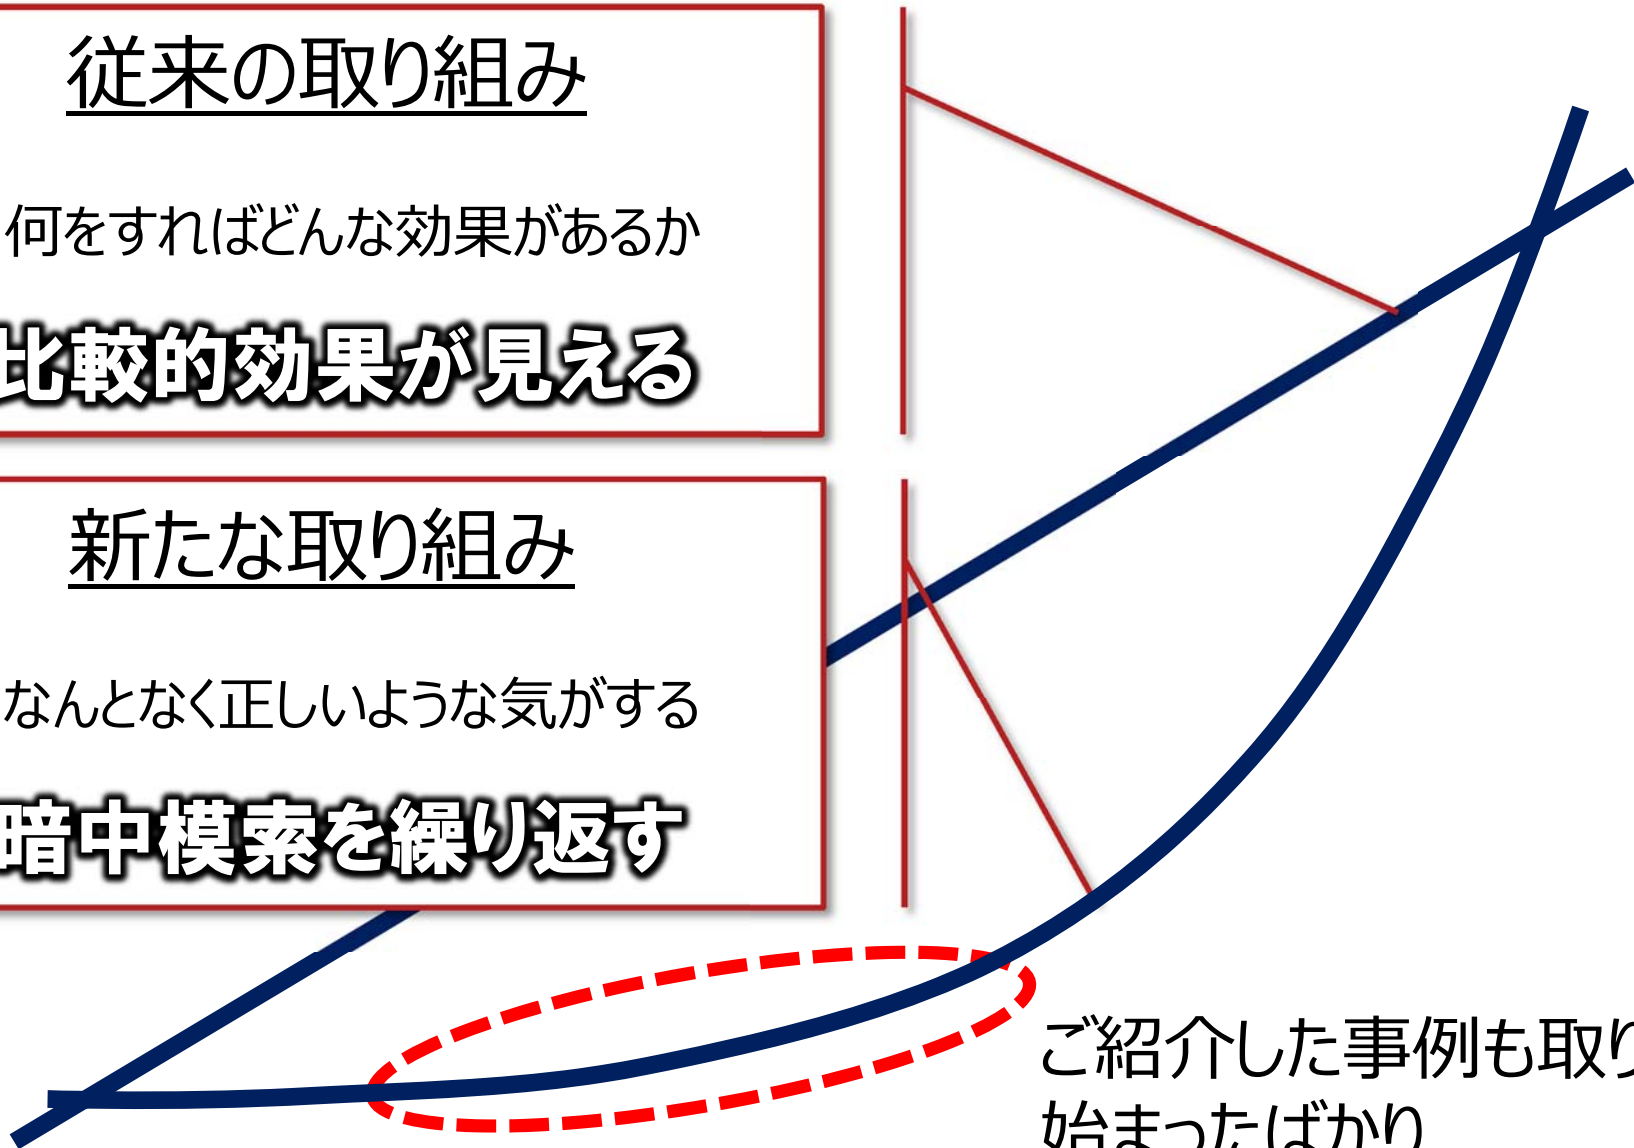 従来の取り組み
何をすればどんな効果があるか
比較的効果が見える
新たな取り組み
なんとなく正しいような気がする
暗中模索を繰り返す
ご紹介した事例も取り
始まったばかり